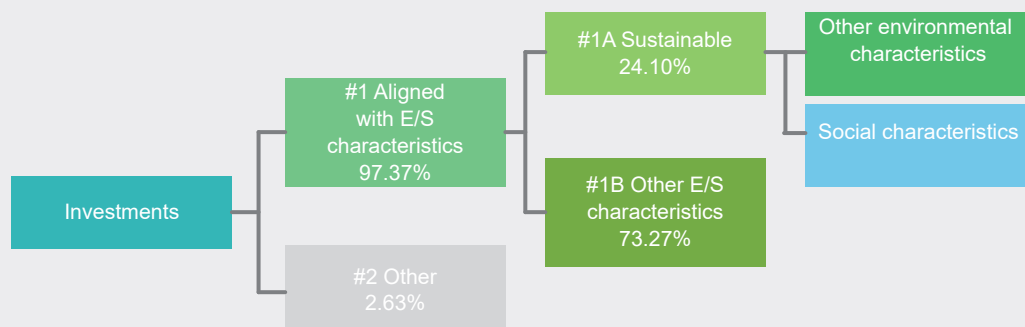 Investments
#1 Aligned
with E/S
characteristics
97.37%
#2 Other
2.63%
#1A Sustainable
24.10%
#1B Other E/S
characteristics
73.27%
Other environmental
characteristics
Social characteristics